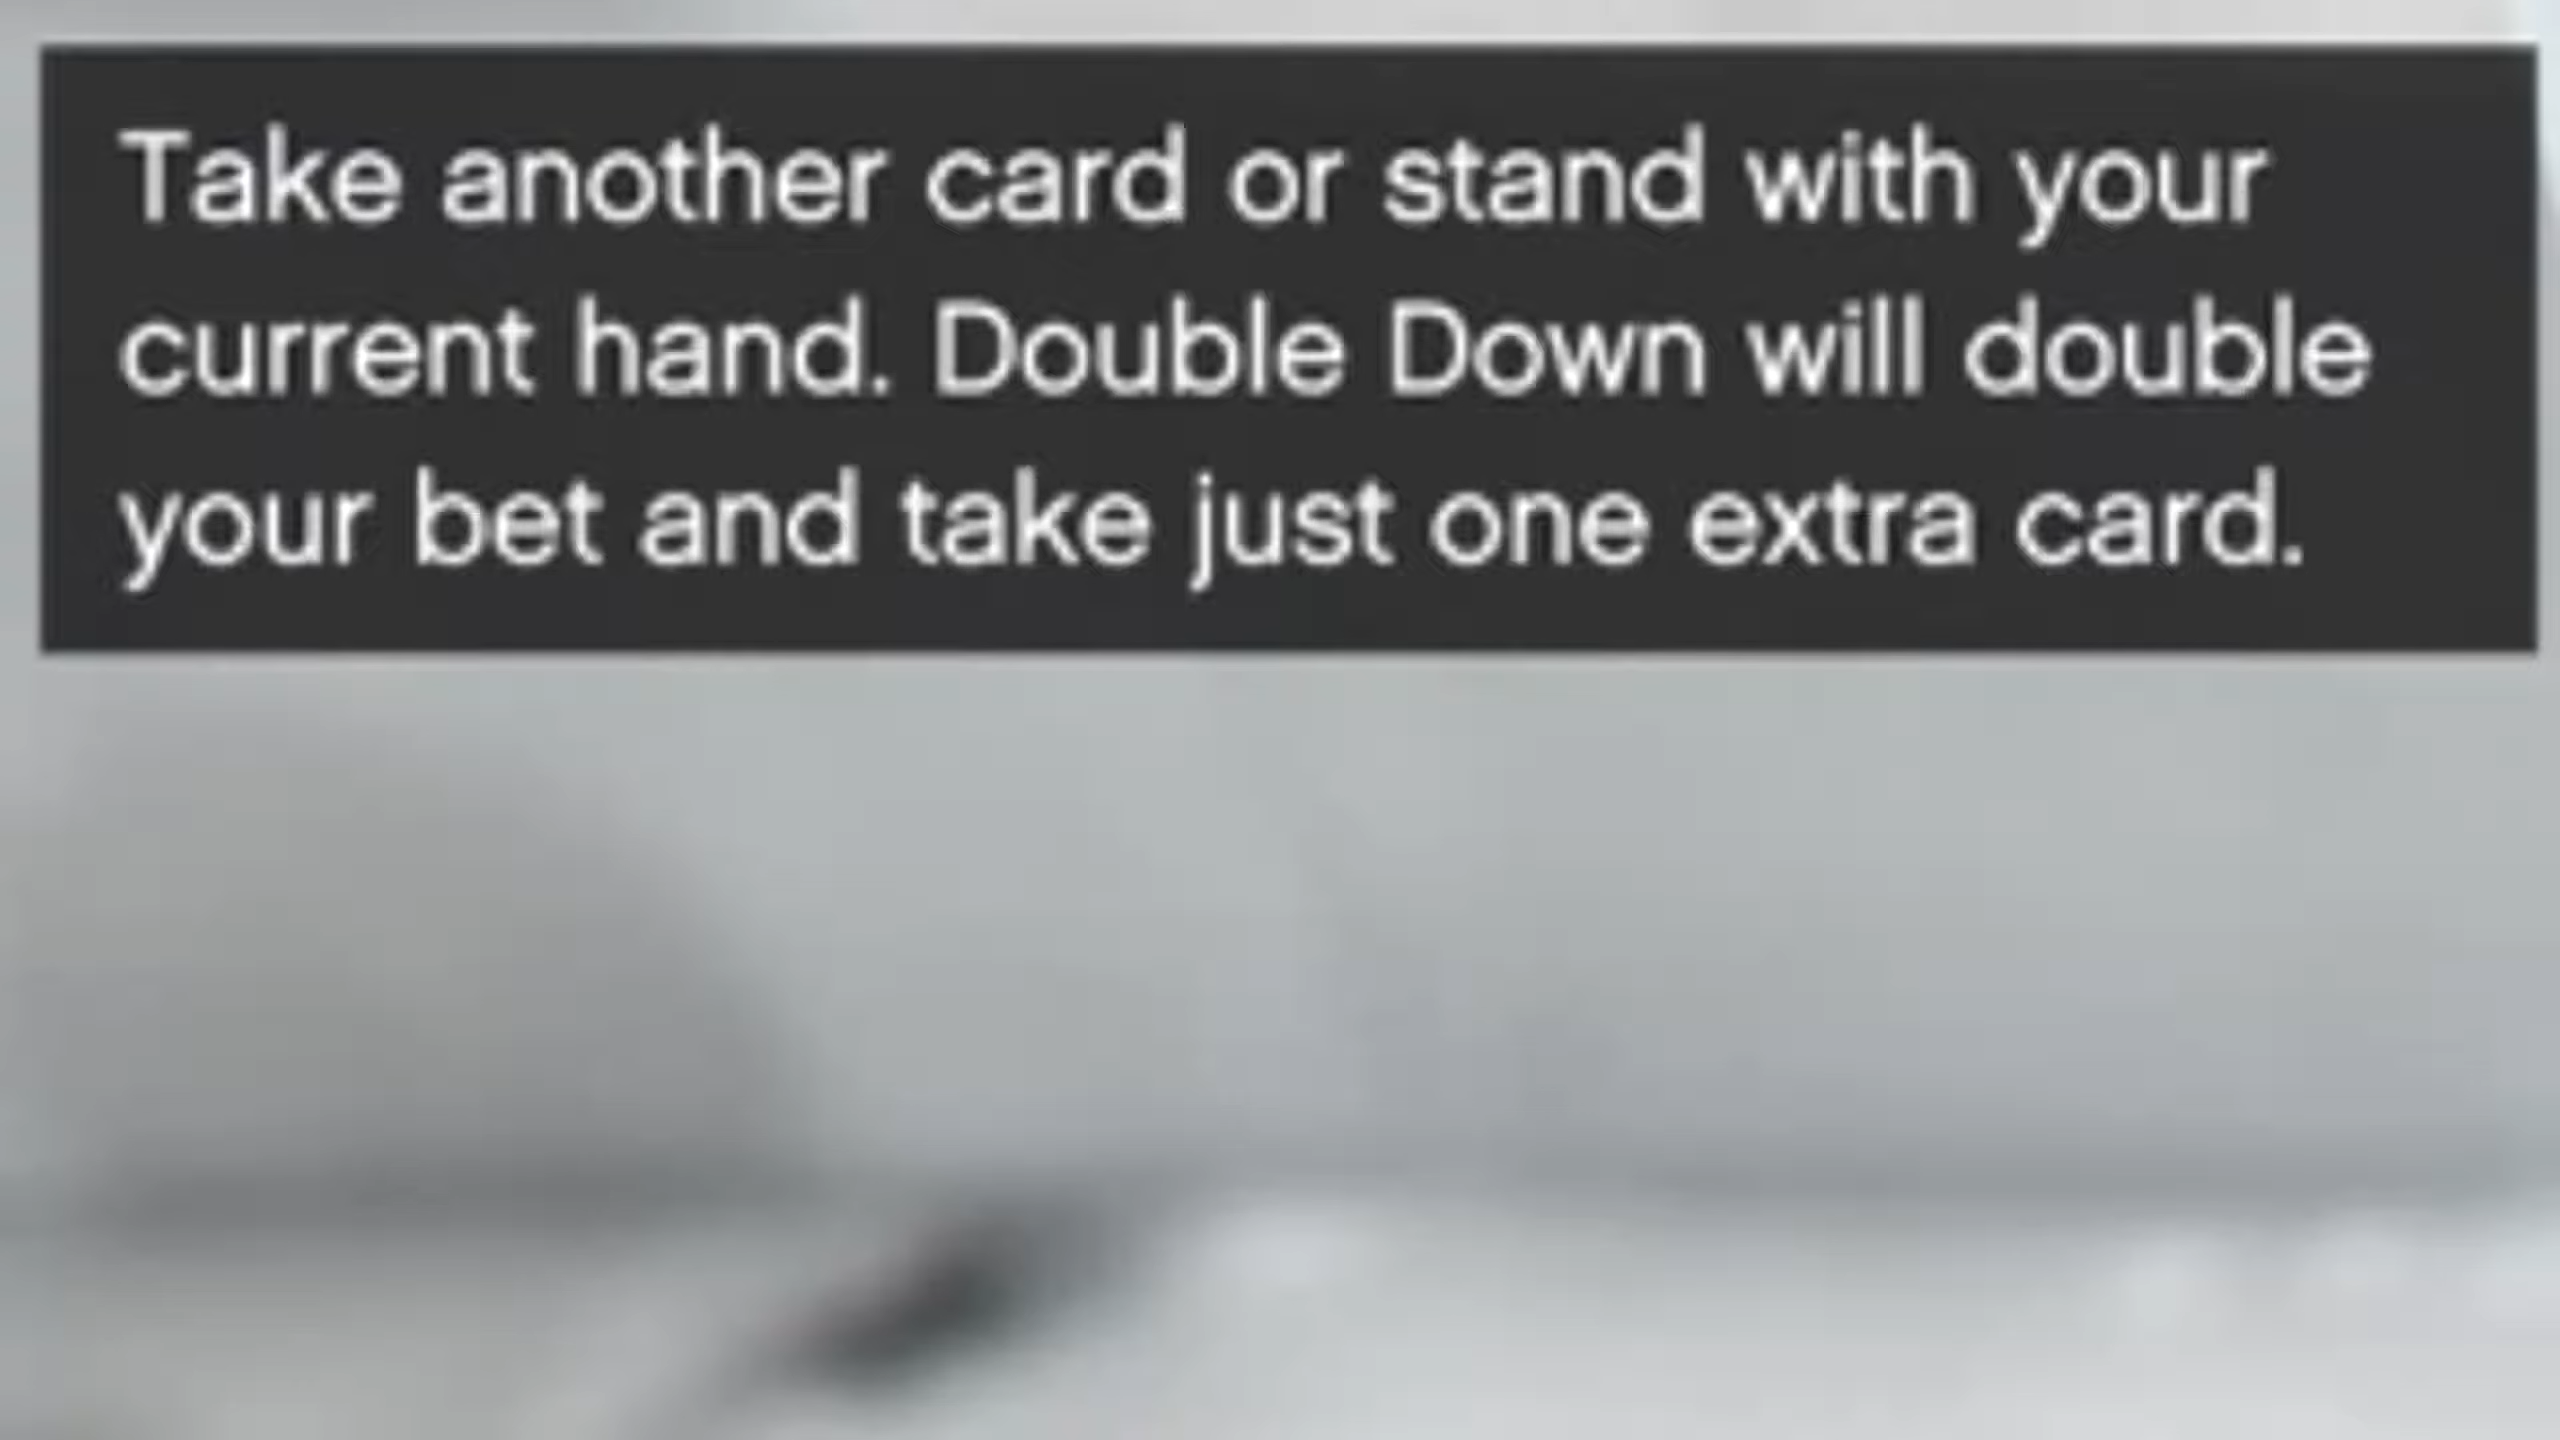 Take another card or stand with your
current hand. Double Down will double
your bet and take just one extra card.